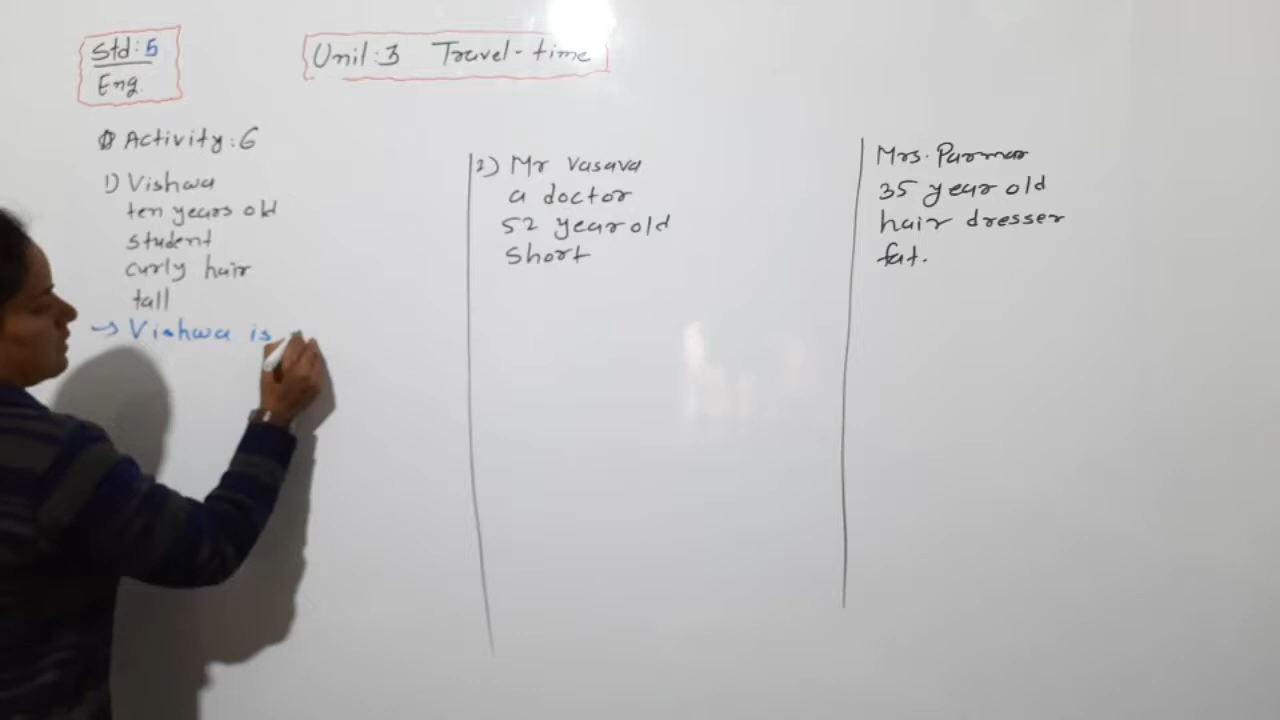 Std: 5
Eng.
Unit: 3 Travel-time
Activity: 6
1) Vishwa
ten years old
student
curly hair
tall
→ Vishwa is
2) Mr Vasava
a doctor
52 year old
short
Mrs. Parmar
35 year old
hair dresser
fat.